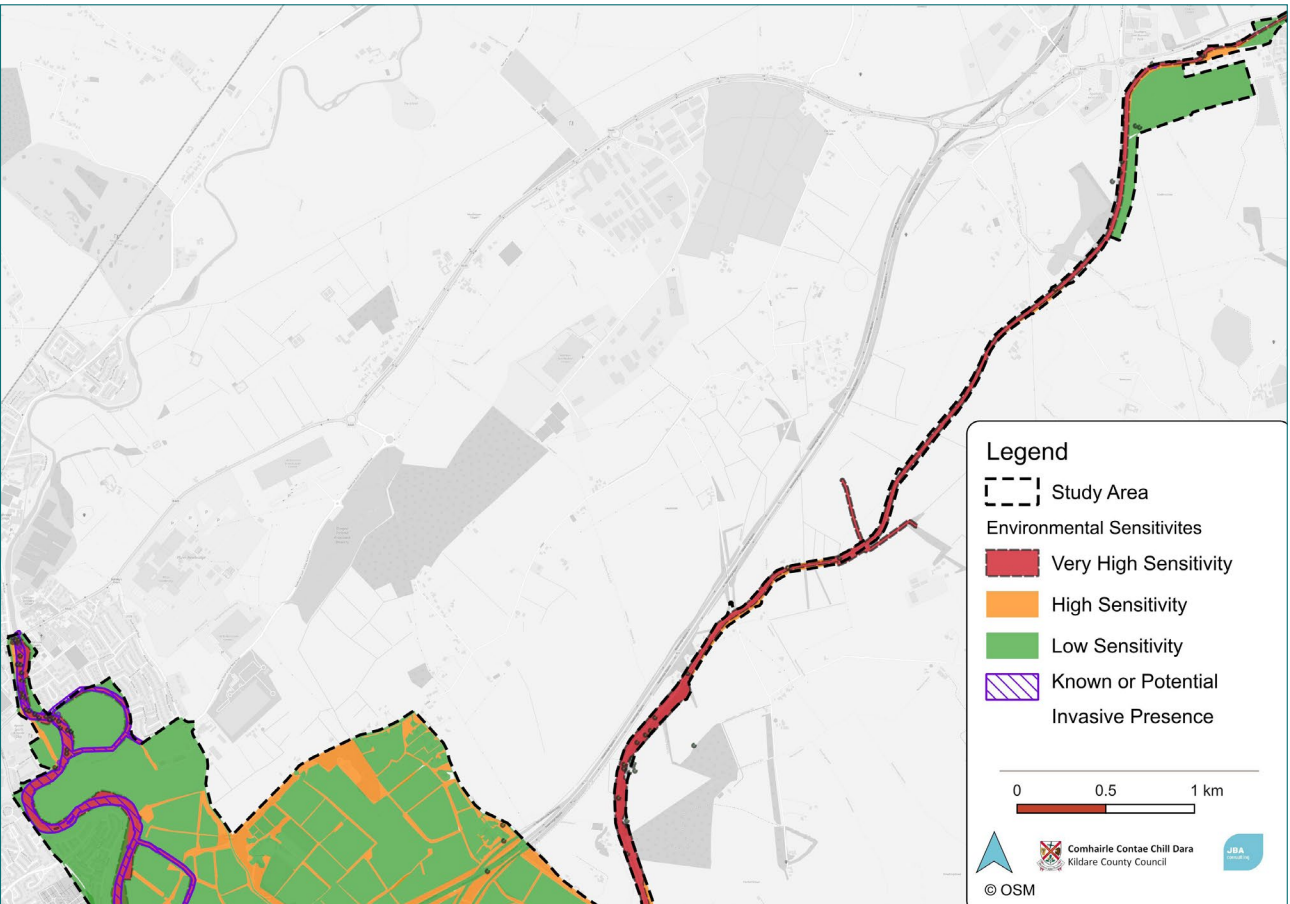 Legend
Study Area
Environmental Sensitivites
Very High Sensitivity
High Sensitivity
Low Sensitivity
Known or Potential
Invasive Presence
0 0.5 1 km
Comhairle Contae Chill Dara
Kildare County Council
JBA
consulting
© OSM